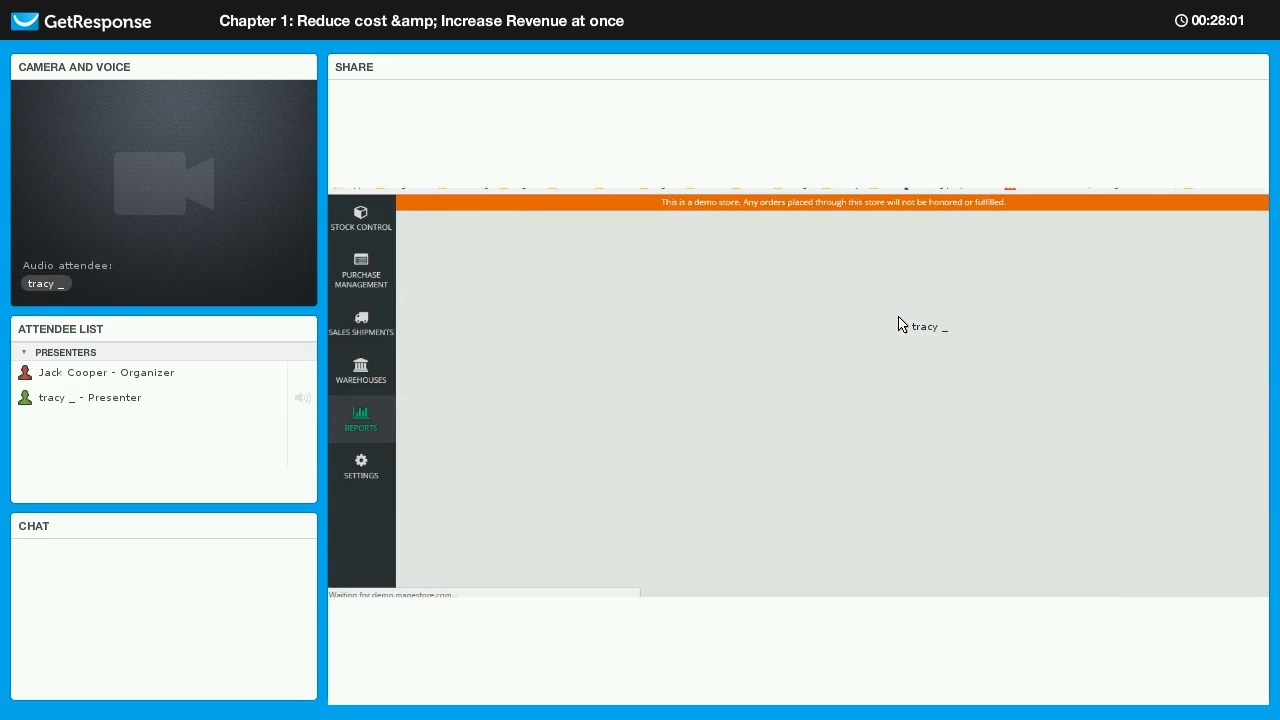 GetResponse
Chapter 1: Reduce cost &amp; Increase Revenue at once
00:28:01
CAMERA AND VOICE
Audio attendee:
tracy _
ATTENDEE LIST
PRESENTERS
Jack Cooper - Organizer
tracy _ - Presenter
CHAT
SHARE
This is a demo store. Any orders placed through this store will not be honored or fulfilled.
STOCK CONTROL
PURCHASE
MANAGEMENT
SALES SHIPMENTS
WAREHOUSES
REPORTS
SETTINGS
tracy _
Waiting for demo.magestore.com...